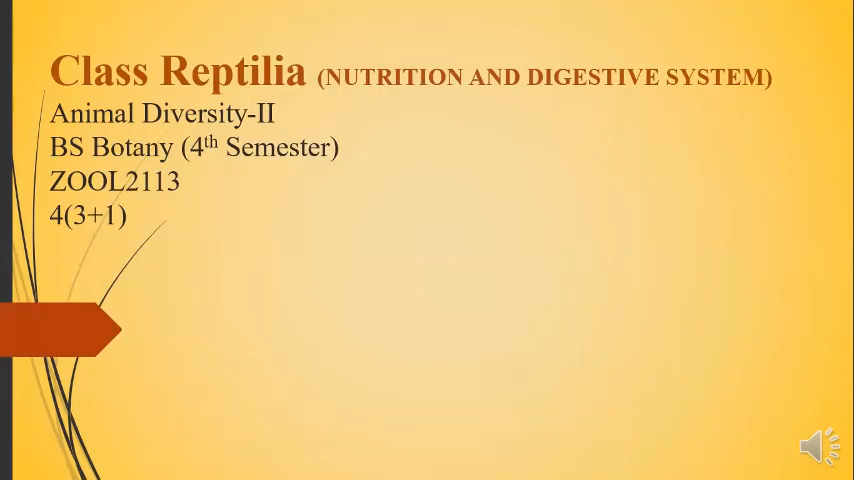 Class Reptilia (NUTRITION AND DIGESTIVE SYSTEM)
Animal Diversity-II
BS Botany (4th Semester)
ZOOL2113
4(3+1)